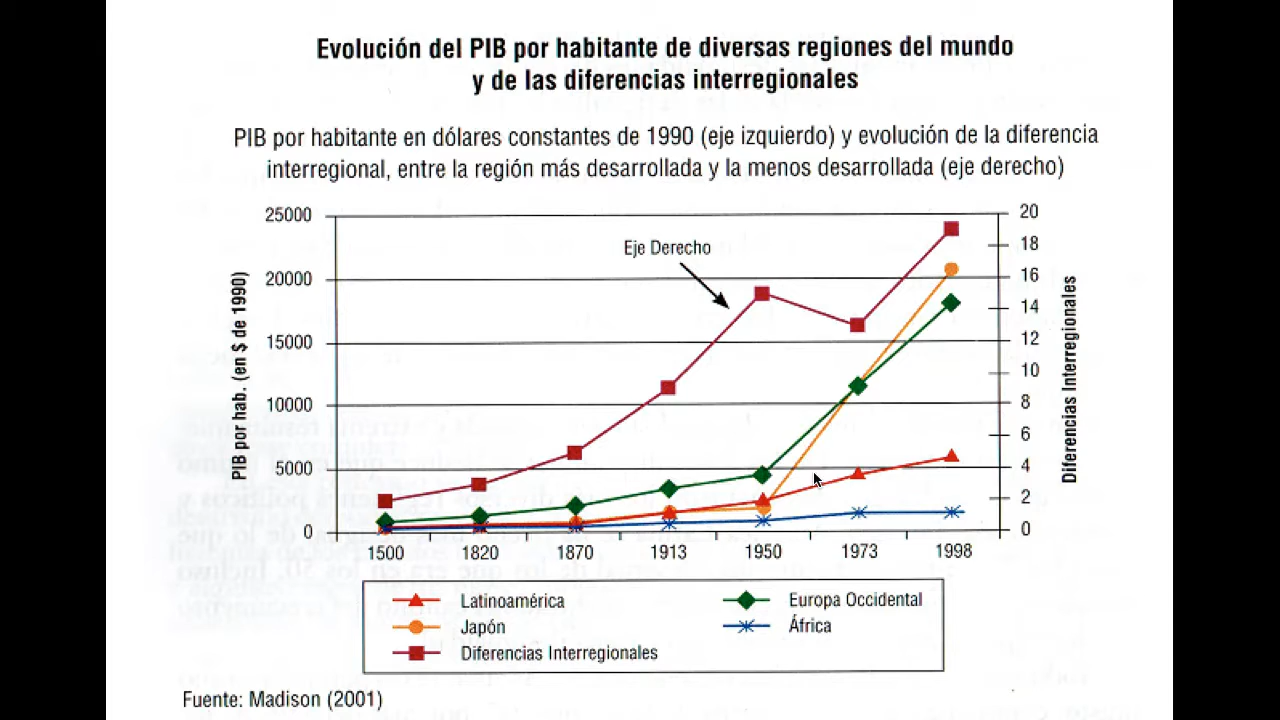 Evolución del PIB por habitante de diversas regiones del mundo
y de las diferencias interregionales
PIB por habitante en dólares constantes de 1990 (eje izquierdo) y evolución de la diferencia
interregional, entre la región más desarrollada y la menos desarrollada (eje derecho)
25000
20000
15000
10000
5000
0
PIB por hab. (en $ de 1990)
Eje Derecho
20
18
16
14
12
10
8
6
4
2
0
Diferencias Interregionales
1500 1820 1870 1913 1950 1973 1998
Latinoamérica
Europa Occidental
Japón
África
Diferencias Interregionales
Fuente: Madison (2001)